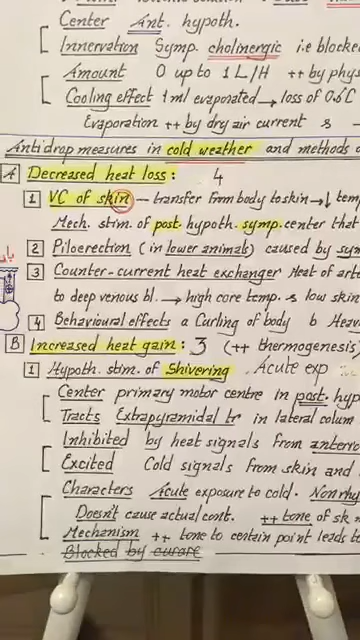 Center Ant. hypoth.
Innervation Symp. cholinergic i.e blocked
Amount 0 up to 1 L/H ++ by phys
Cooling effect 1 ml evaporated → loss of 0.6 C
Evaporation ++ by dry air current &
Antidrop measures in cold weather and methods o
A Decreased heat loss: 4
1 VC of skin → transfer from body to skin → ↓ tem
Mech. stim. of post. hypoth. symp. center that
2 Piloerection (in lower animals) caused by sym
3 Counter-current heat exchanger Heat of arte
to deep venous bl. → high core temp. & low skin
4 Behavioural effects a Curling of body b Heav
B Increased heat gain: 3 (++ thermogenesis)
1 Hypoth. stim. of Shivering . Acute exp
Center primary motor centre in post. hyp
Tracts Extrapyramidal tr in lateral colum
Inhibited by heat signals from anterro
Excited Cold signals from skin and
Characters Acute exposure to cold. Nonrhy
Doesn't cause actual cont. ++ tone of sk
Mechanism ++ tone to certain point leads to
Blocked by curare